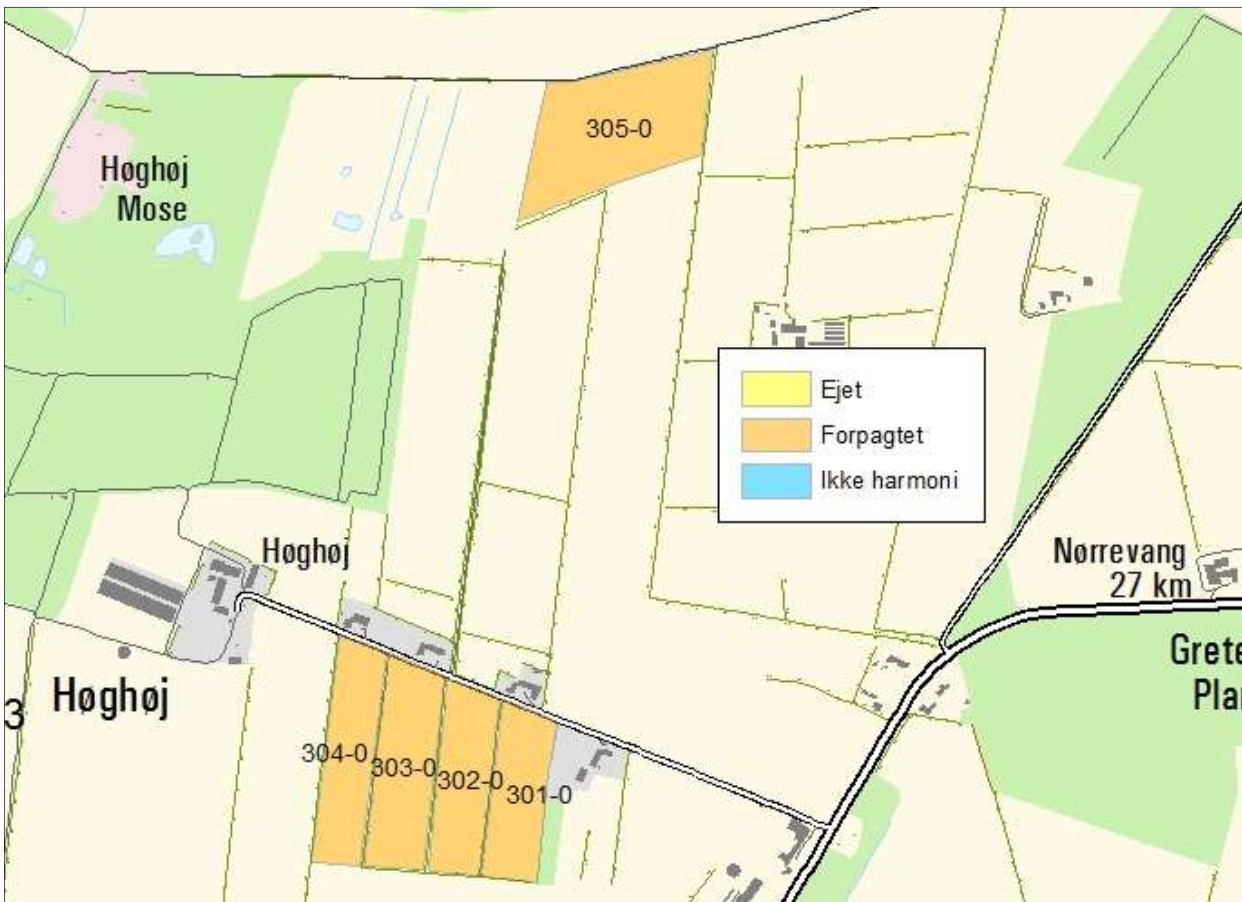 305-0
Høghøj
Mose
Ejet
Forpagtet
Ikke harmoni
Høghøj
Nørrevang
27 km
Grete
Pla
Høghøj
3
304-0
303-0
302-0
301-0